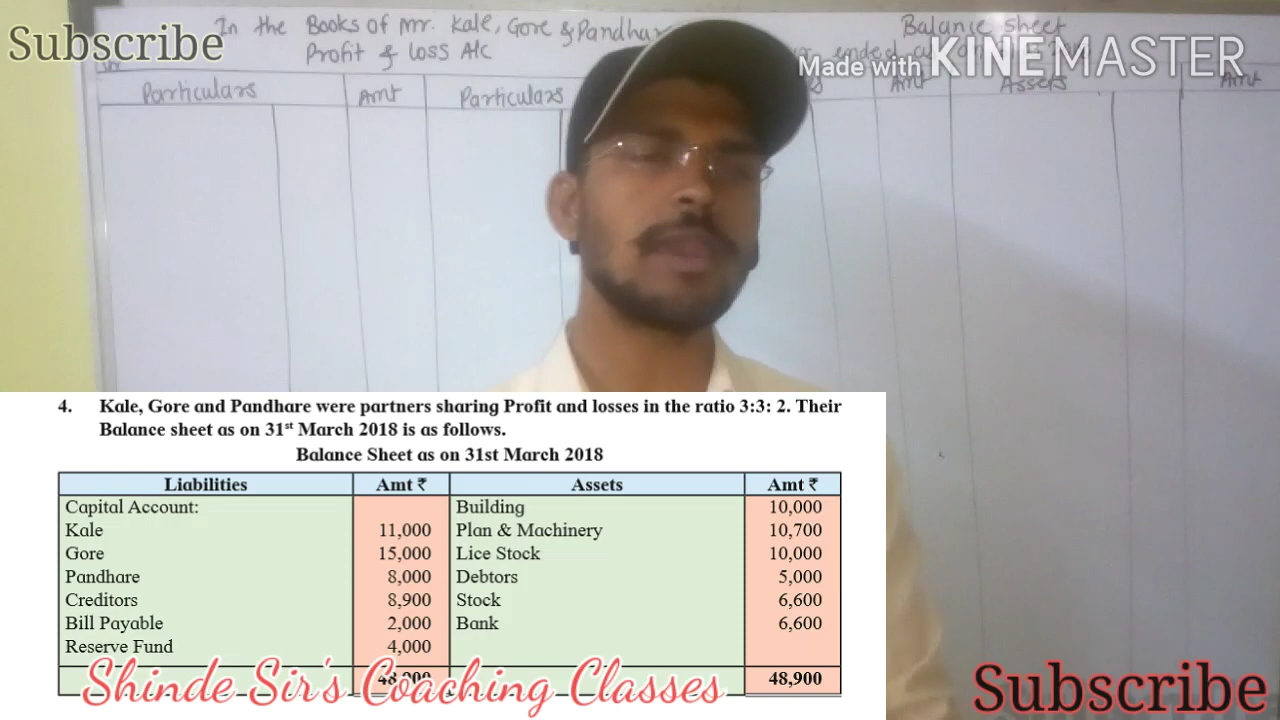 Subscribe
In the Books of Mr. Kale, Gore & Pandhar
Profit & loss A/c
Balance sheet
ended
Made with KINEMASTER
Particulars Amt Particulars Amt Assets Amt
4. Kale, Gore and Pandhare were partners sharing Profit and losses in the ratio 3:3: 2. Their
Balance sheet as on 31st March 2018 is as follows.
Balance Sheet as on 31st March 2018
Liabilities Amt ₹ Assets Amt ₹
Capital Account: Building 10,000
Kale 11,000 Plan & Machinery 10,700
Gore 15,000 Lice Stock 10,000
Pandhare 8,000 Debtors 5,000
Creditors 8,900 Stock 6,600
Bill Payable 2,000 Bank 6,600
Reserve Fund 4,000
48,900 48,900
Shinde Sir's Coaching Classes
Subscribe